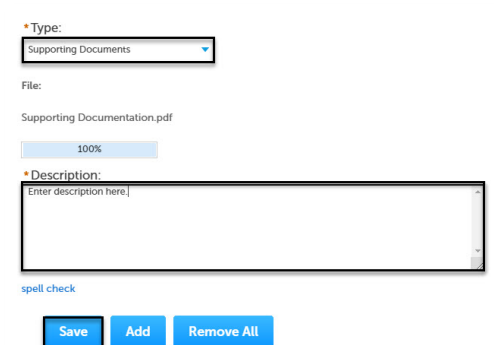 *Type:
Supporting Documents
File:
Supporting Documentation.pdf
100%
*Description:
Enter description here.
spell check
Save Add Remove All